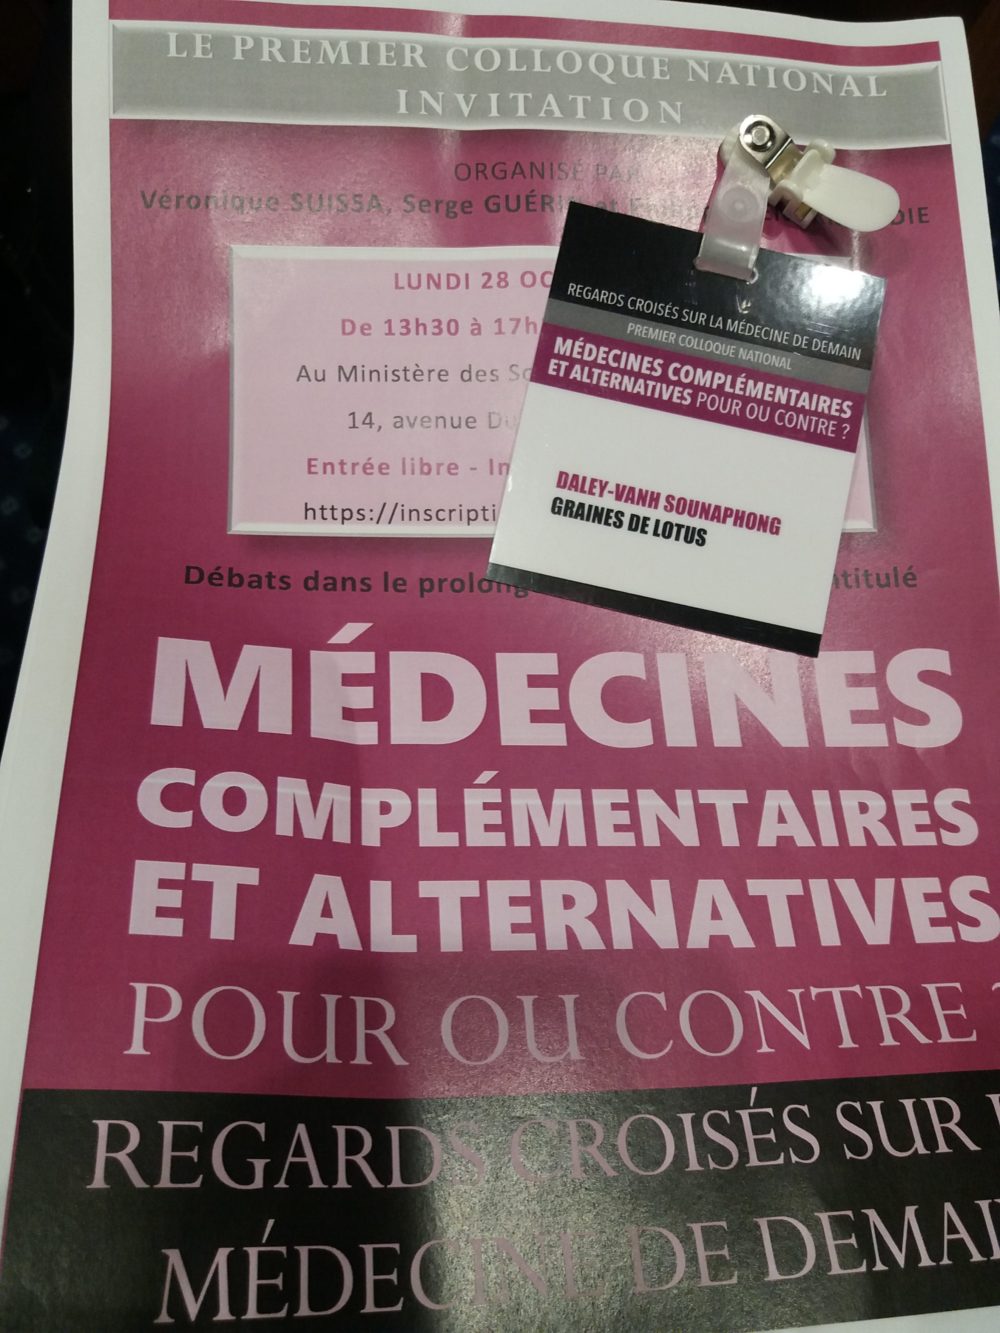 LE PREMIER COLLOQUE NATIONAL
INVITATION
ORGANISÉ PAR
Véronique SUISSA, Serge GUÉRIN et
LUNDI 28
De 13h30 à
Au Ministère des
14, avenue
Entrée libre -
https://
Débats dans le
MÉDECINES
COMPLÉMENTAIRES
ET ALTERNATIVES
POUR OU CONTRE ?
REGARDS CROISÉS SUR
MÉDECINE DE
REGARDS CROISÉS SUR LA MÉDECINE DE DEMAIN
PREMIER COLLOQUE NATIONAL
MÉDECINES COMPLÉMENTAIRES
ET ALTERNATIVES POUR OU CONTRE ?
DALEY-VANH SOUNAPHONG
GRAINES DE LOTUS